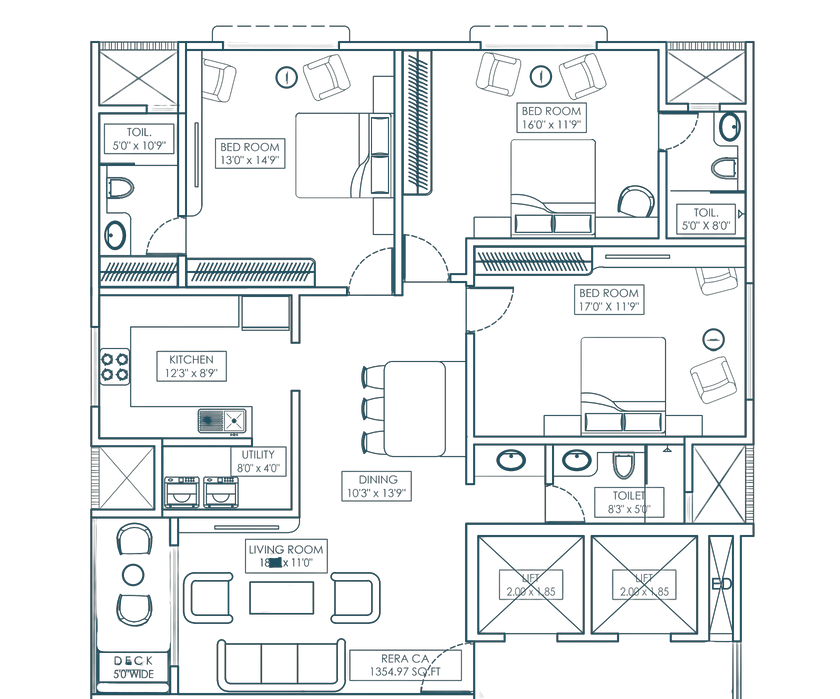 TOIL.
5'0" x 10'9"
BED ROOM
13'0" x 14'9"
BED ROOM
16'0" x 11'9"
TOIL.
5'0" X 8'0"
BED ROOM
17'0" X 11'9"
KITCHEN
12'3" x 8'9"
UTILITY
8'0" x 4'0"
DINING
10'3" x 13'9"
TOILET
8'3" x 5'0"
LIVING ROOM
x 11'0"
LIFT
2.00 x 1.85
LIFT
2.00 x 1.85
ED
DECK
5'0"WIDE
RERA CA
1354.97 SQ.FT